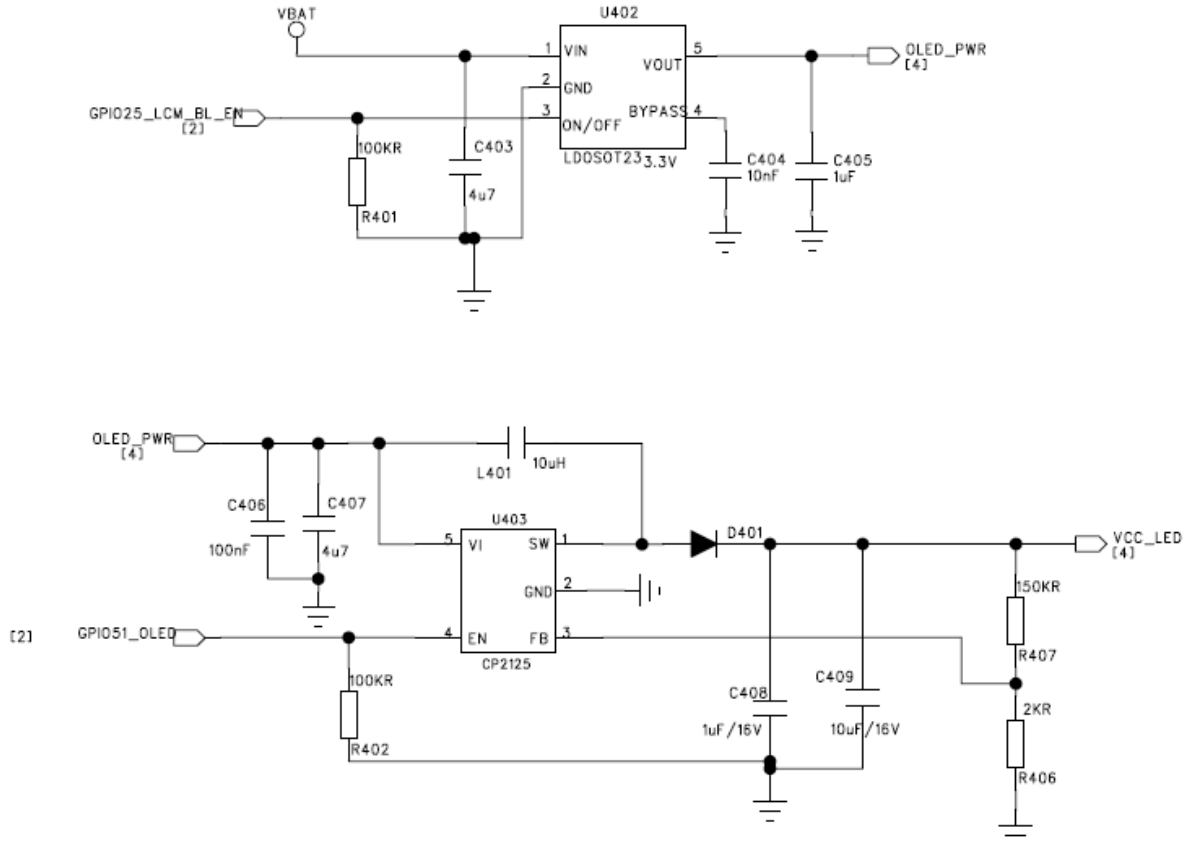 VBAT
U402
1 VIN
VOUT 5
OLED_PWR
[4]
2 GND
GPIO25_LCM_BL_EN
[2]
3 ON/OFF
BYPASS 4
100KR
R401
C403
4u7
LDOSOT23 3.3V
C404
10nF
C405
1uF
OLED_PWR
[4]
L401
10uH
C406
100nF
C407
4u7
U403
5 VI
SW 1
D401
VCC_LED
[4]
GND 2
150KR
R407
[2]
GPIO51_OLED
4 EN
FB 3
CP2125
100KR
R402
C408
1uF/16V
C409
10uF/16V
2KR
R406